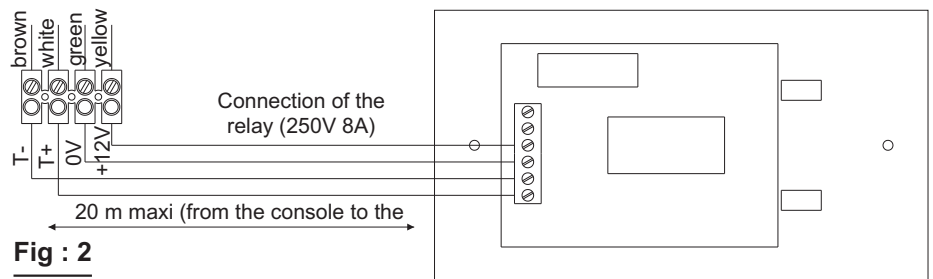 brown
white
green
yellow
Connection of the
relay (250V 8A)
T-
T+
0V
+12V
20 m maxi (from the console to the
Fig : 2